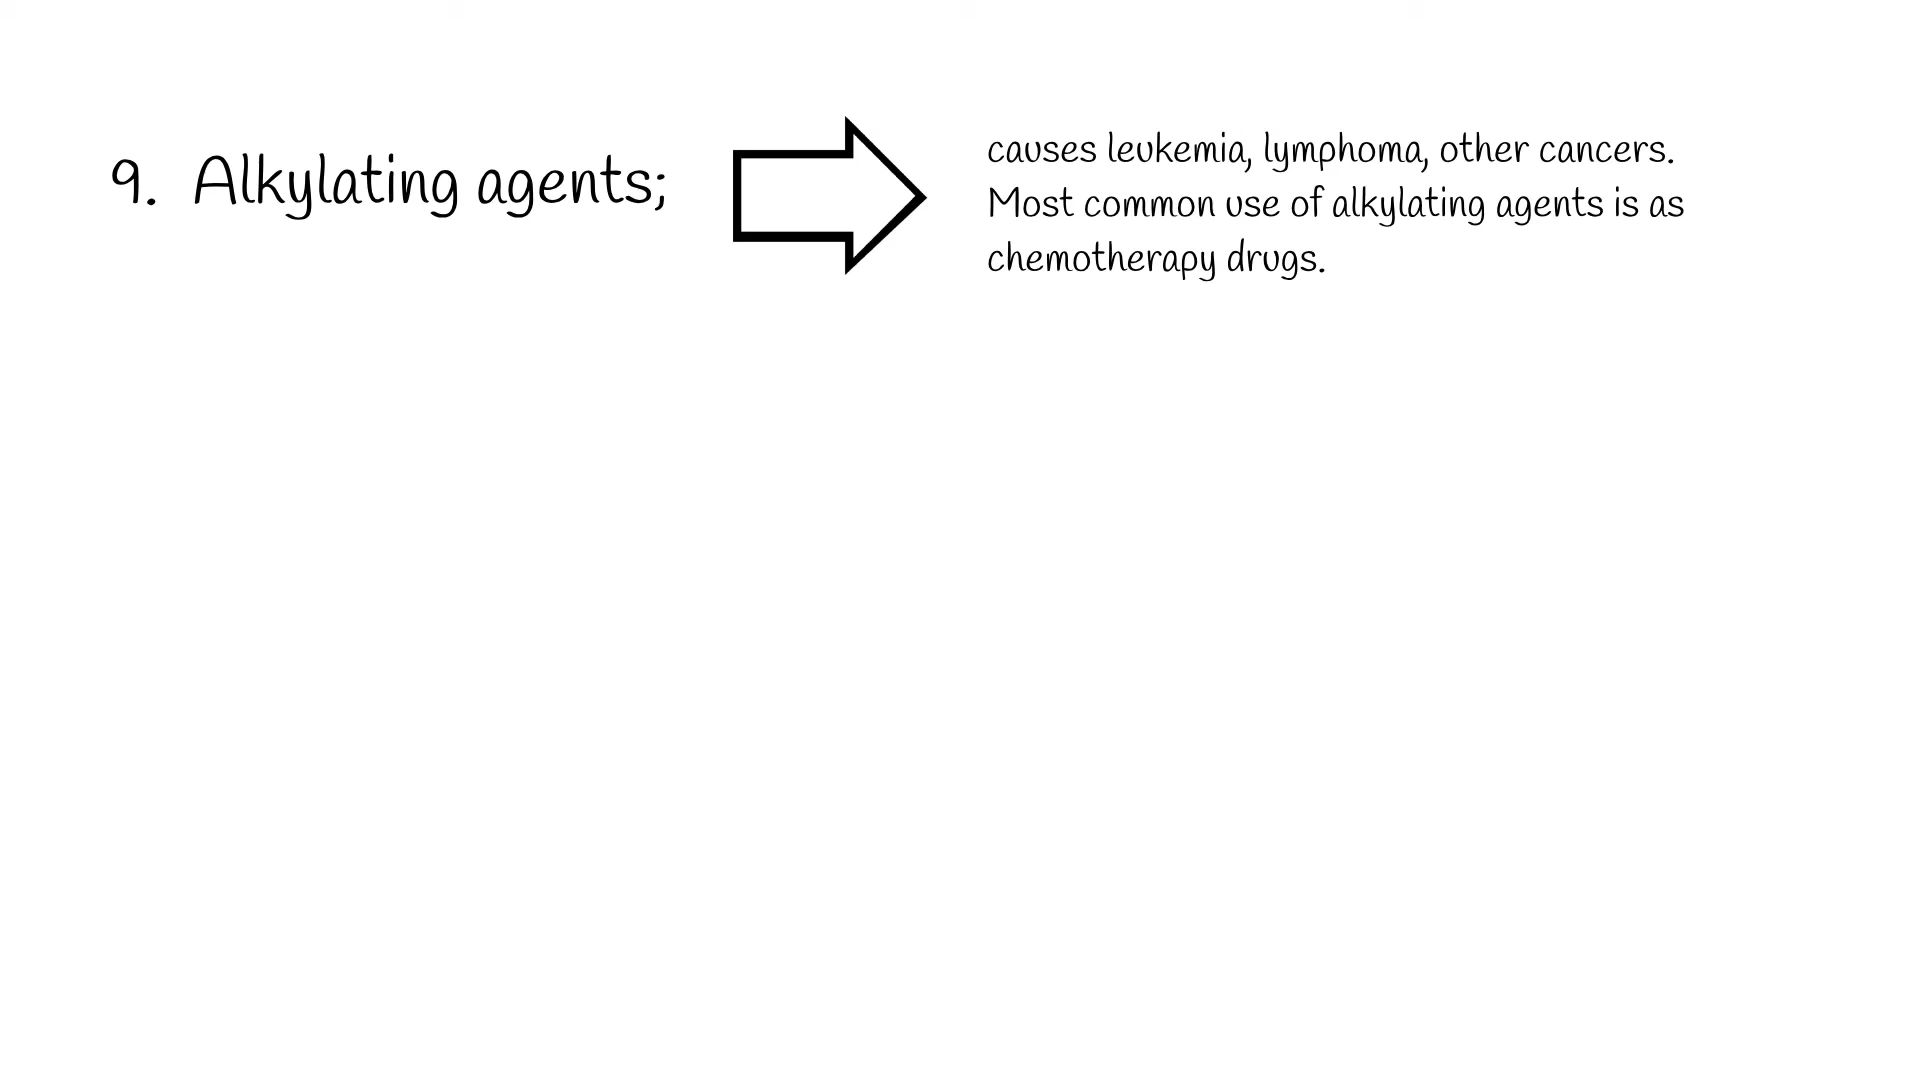 9. Alkylating agents;
causes leukemia, lymphoma, other cancers.
Most common use of alkylating agents is as
chemotherapy drugs.